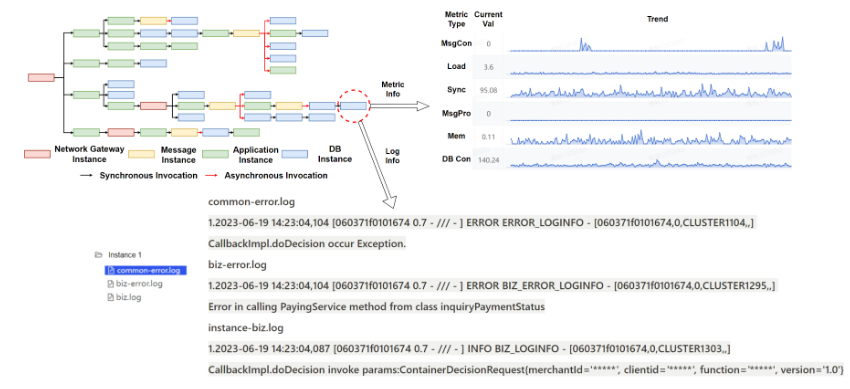 Metric Type
Current Val
Trend
MsgCon
0
Load
3.6
Sync
95.08
MsgPro
0
Mem
0.11
DB Con
140.24
Metric Info
Log Info
Network Gateway Instance
Message Instance
Application Instance
DB Instance
Synchronous Invocation
Asynchronous Invocation
Instance 1
common-error.log
biz-error.log
biz.log
common-error.log
1.2023-06-19 14:23:04,104 [060371f0101674 0.7 - /// - ] ERROR ERROR_LOGINFO - [060371f0101674,0,CLUSTER1104,,]
CallbackImpl.doDecision occur Exception.
biz-error.log
1.2023-06-19 14:23:04,104 [060371f0101674 0.7 - /// - ] ERROR BIZ_ERROR_LOGINFO - [060371f0101674,0,CLUSTER1295,,]
Error in calling PayingService method from class inquiryPaymentStatus
instance-biz.log
1.2023-06-19 14:23:04,087 [060371f0101674 0.7 - /// - ] INFO BIZ_LOGINFO - [060371f0101674,0,CLUSTER1303,,]
CallbackImpl.doDecision invoke params:ContainerDecisionRequest{merchantId='*****', clientid='*****', function='*****', version='1.0'}